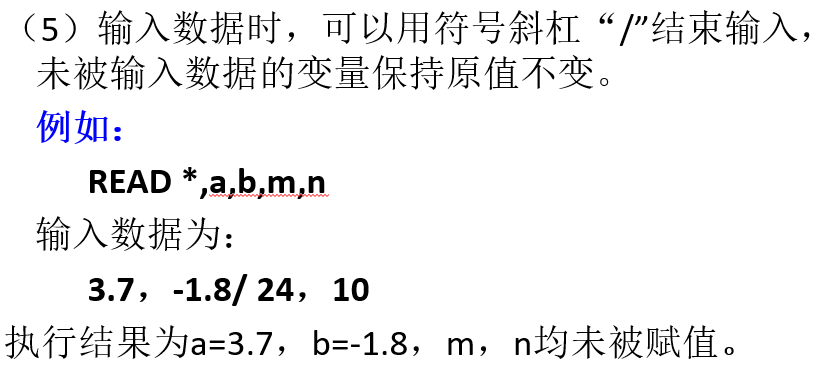 （5）输入数据时，可以用符号斜杠“/”结束输入，
未被输入数据的变量保持原值不变。
例如：
READ *,a,b,m,n
输入数据为：
3.7，-1.8/ 24，10
执行结果为a=3.7，b=-1.8，m，n均未被赋值。